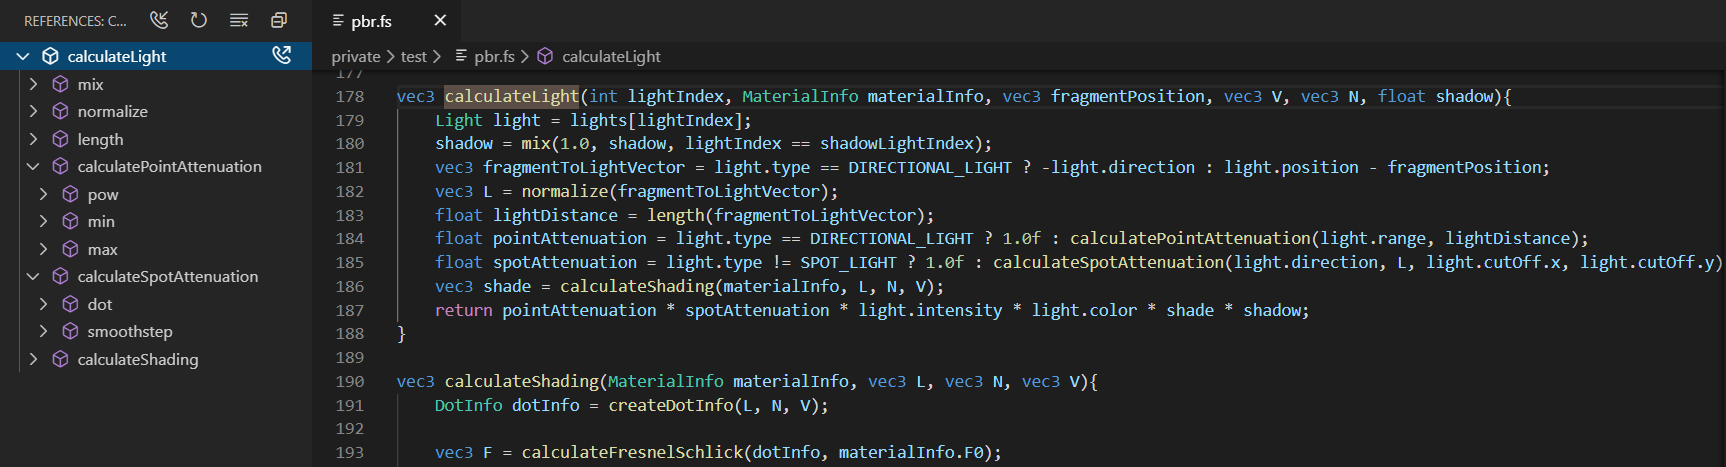 REFERENCES: C...
calculateLight
mix
normalize
length
calculatePointAttenuation
pow
min
max
calculateSpotAttenuation
dot
smoothstep
calculateShading
pbr.fs
private > test > pbr.fs > calculateLight
177
178 vec3 calculateLight(int lightIndex, MaterialInfo materialInfo, vec3 fragmentPosition, vec3 V, vec3 N, float shadow){
179 Light light = lights[lightIndex];
180 shadow = mix(1.0, shadow, lightIndex == shadowLightIndex);
181 vec3 fragmentToLightVector = light.type == DIRECTIONAL_LIGHT ? -light.direction : light.position - fragmentPosition;
182 vec3 L = normalize(fragmentToLightVector);
183 float lightDistance = length(fragmentToLightVector);
184 float pointAttenuation = light.type == DIRECTIONAL_LIGHT ? 1.0f : calculatePointAttenuation(light.range, lightDistance);
185 float spotAttenuation = light.type != SPOT_LIGHT ? 1.0f : calculateSpotAttenuation(light.direction, L, light.cutOff.x, light.cutOff.y)
186 vec3 shade = calculateShading(materialInfo, L, N, V);
187 return pointAttenuation * spotAttenuation * light.intensity * light.color * shade * shadow;
188 }
189
190 vec3 calculateShading(MaterialInfo materialInfo, vec3 L, vec3 N, vec3 V){
191 DotInfo dotInfo = createDotInfo(L, N, V);
192
193 vec3 F = calculateFresnelSchlick(dotInfo, materialInfo.F0);